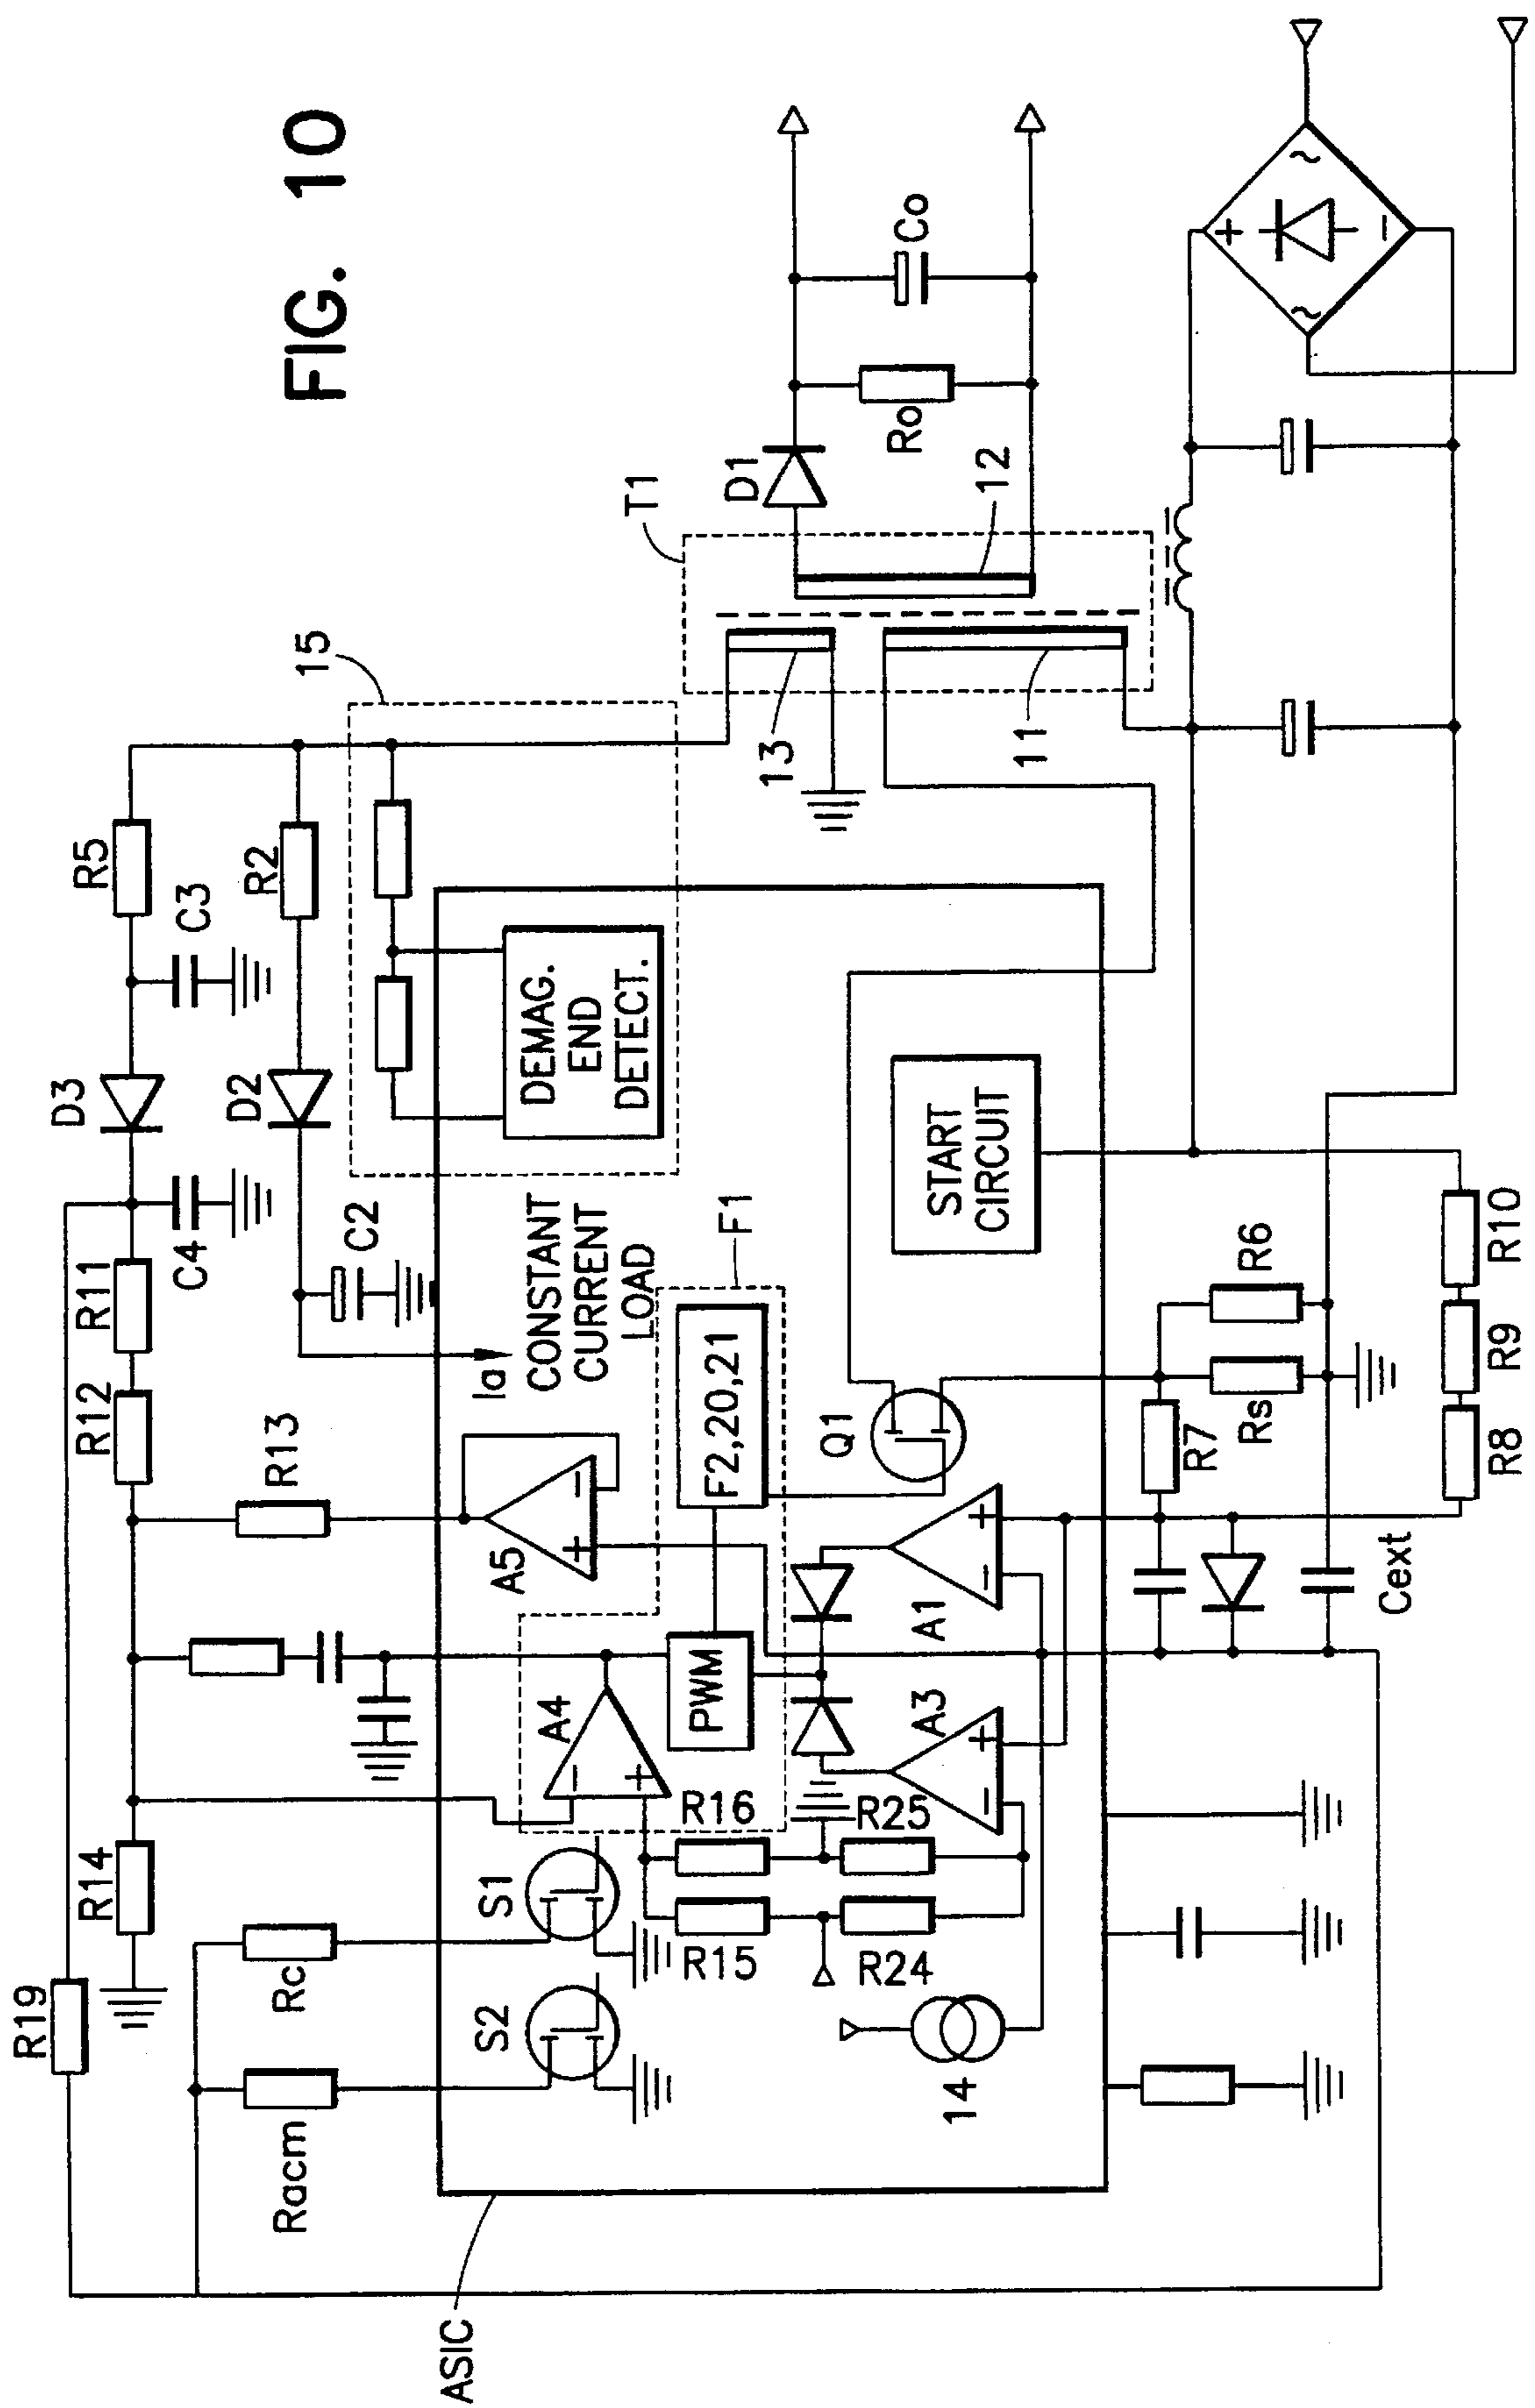 FIG. 10
ASIC
R19
Racm
Rc
R14
R12
R11
C4
D3
C3
R5
R13
C2
D2
R2
15
Ia
CONSTANT
CURRENT
LOAD
DEMAG.
END
DETECT.
S2
S1
A5
A4
+
−
+
−
F1
PWM
F2,20,21
T1
13
11
12
D1
Ro
Co
R15
R16
R24
R25
14
A3
−
+
A1
−
+
Q1
START
CIRCUIT
R7
Rs
R6
Cext
R8
R9
R10
~
+
−
~